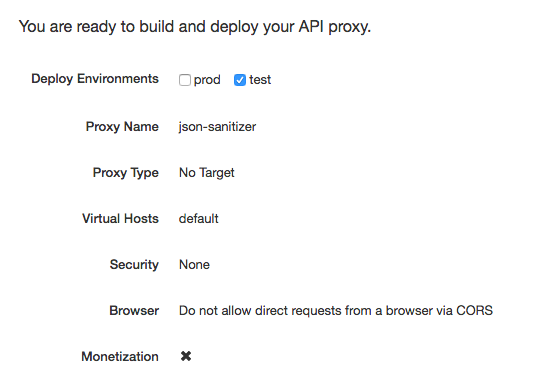 You are ready to build and deploy your API proxy.
Deploy Environments prod test
Proxy Name json-sanitizer
Proxy Type No Target
Virtual Hosts default
Security None
Browser Do not allow direct requests from a browser via CORS
Monetization ✖